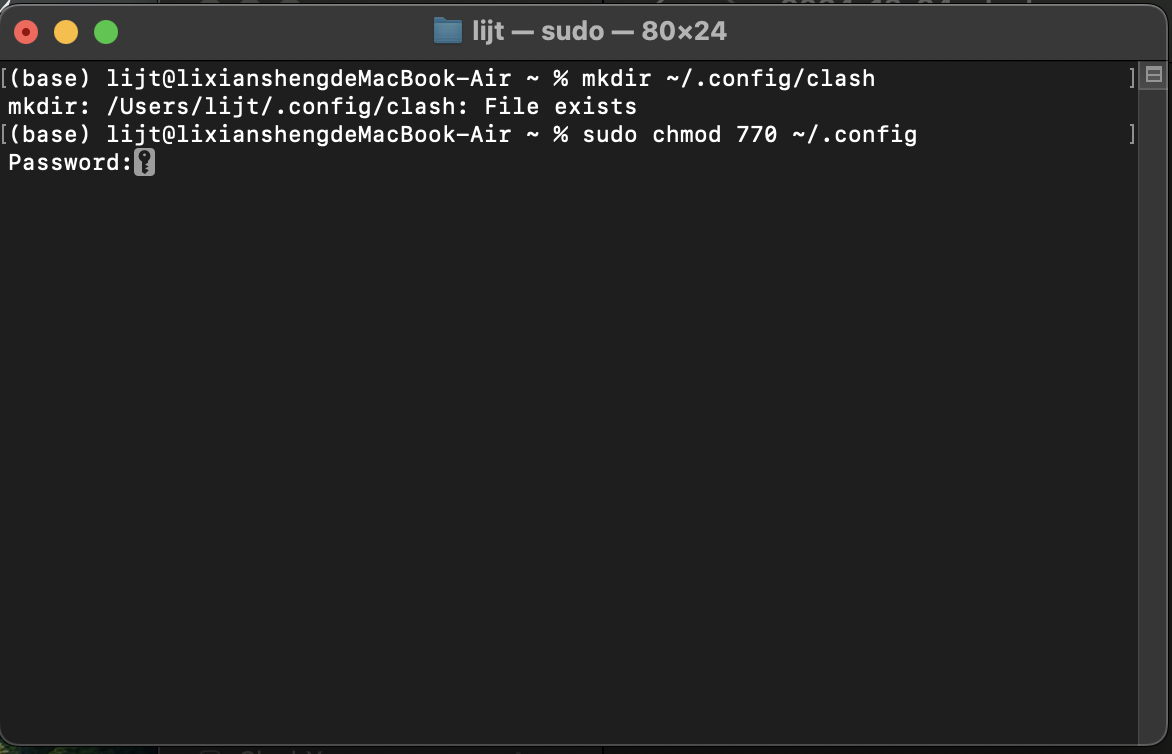 lijt — sudo — 80×24
[(base) lijt@lixianshengdeMacBook-Air ~ % mkdir ~/.config/clash ]
mkdir: /Users/lijt/.config/clash: File exists
[(base) lijt@lixianshengdeMacBook-Air ~ % sudo chmod 770 ~/.config ]
Password: